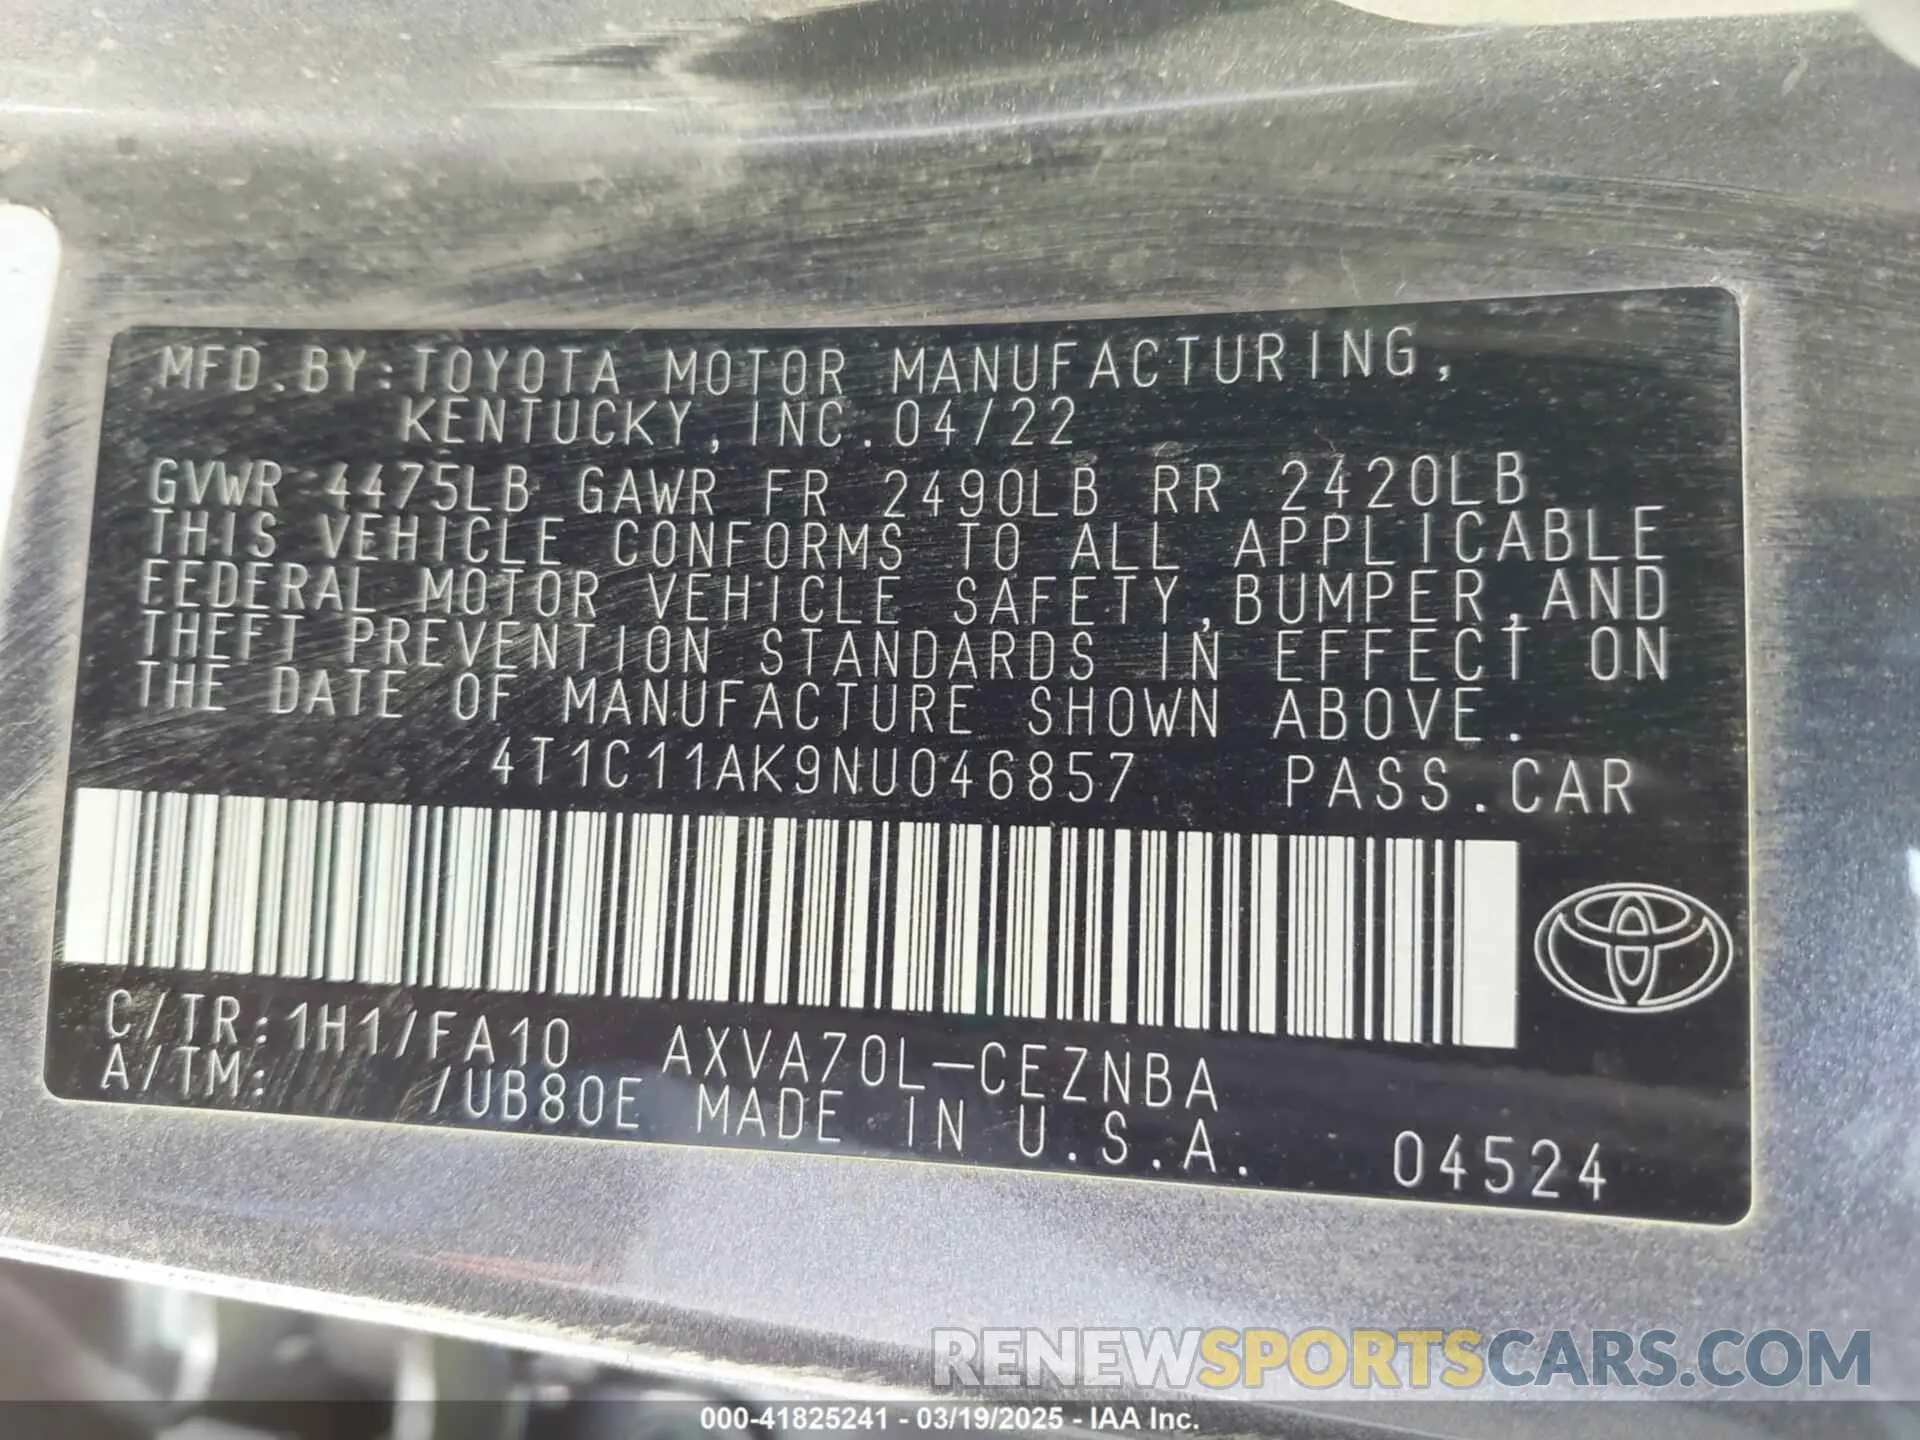 MFD.BY:TOYOTA MOTOR MANUFACTURING,
KENTUCKY,INC.04/22
GVWR 4475LB GAWR FR 2490LB RR 2420LB
THIS VEHICLE CONFORMS TO ALL APPLICABLE
FEDERAL MOTOR VEHICLE SAFETY,BUMPER,AND
THEFT PREVENTION STANDARDS IN EFFECT ON
THE DATE OF MANUFACTURE SHOWN ABOVE.
4T1C11AK9NU046857 PASS.CAR
C/TR:1H1/FA10 AXVA70L-CEZNBA
A/TM: /UB80E MADE IN U.S.A. 04524
RENEWSPORTSCARS.COM
000-41825241 - 03/19/2025 - IAA Inc.